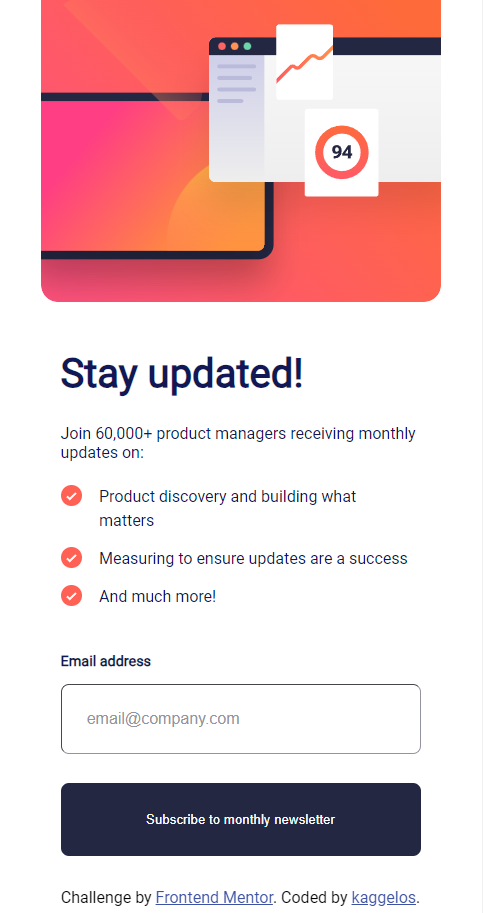 94
Stay updated!
Join 60,000+ product managers receiving monthly
updates on:
Product discovery and building what
matters
Measuring to ensure updates are a success
And much more!
Email address
email@company.com
Subscribe to monthly newsletter
Challenge by Frontend Mentor. Coded by kaggelos.